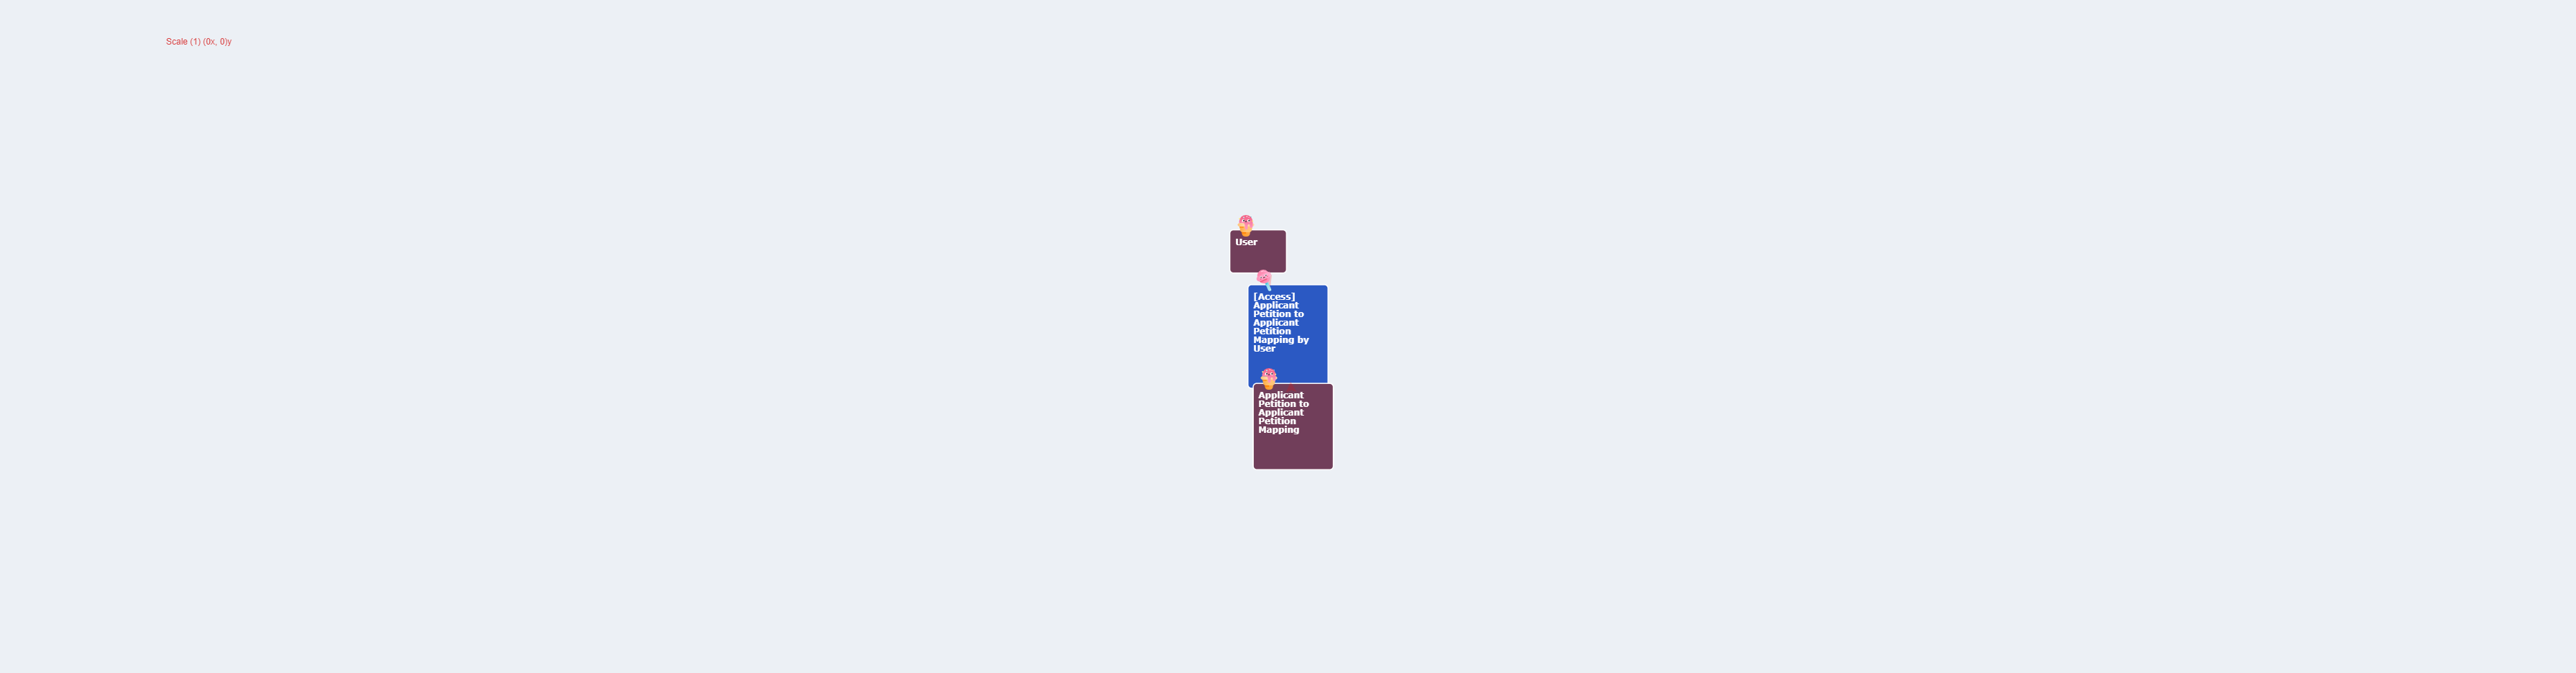 Scale (1) (0x, 0)y
User
[Access]
Applicant
Petition to
Applicant
Petition
Mapping by
User
Applicant
Petition to
Applicant
Petition
Mapping